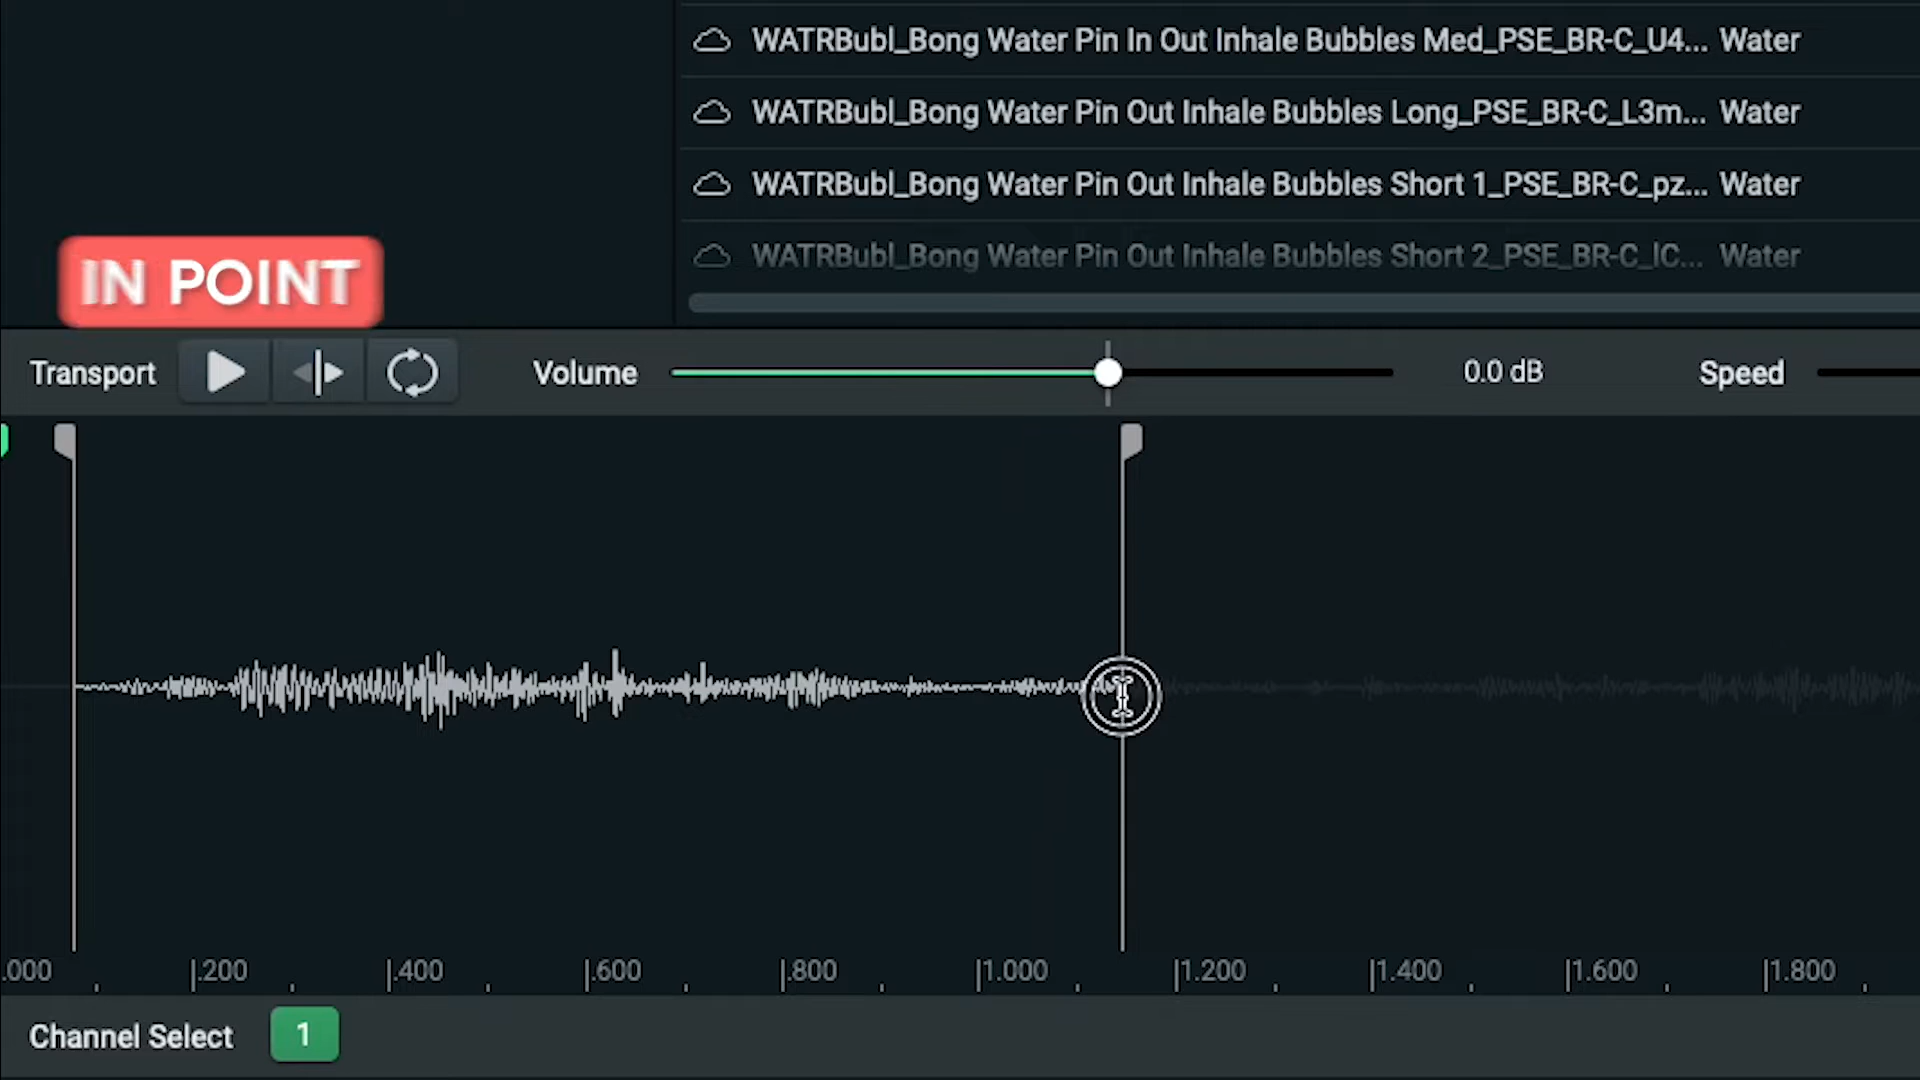 WATRBubl_Bong Water Pin In Out Inhale Bubbles Med_PSE_BR-C_U4... Water
WATRBubl_Bong Water Pin Out Inhale Bubbles Long_PSE_BR-C_L3m... Water
WATRBubl_Bong Water Pin Out Inhale Bubbles Short 1_PSE_BR-C_pz... Water
WATRBubl_Bong Water Pin Out Inhale Bubbles Short 2_PSE_BR-C_lC... Water
IN POINT
Transport Volume 0.0 dB Speed
.000 .200 .400 .600 .800 1.000 1.200 1.400 1.600 1.800
Channel Select 1